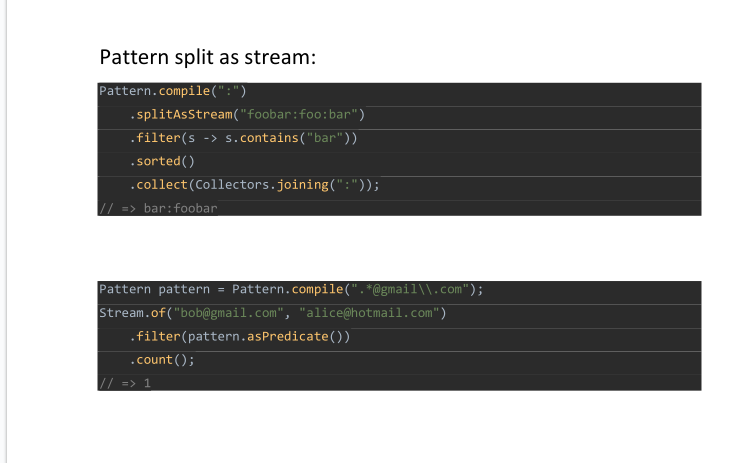 Pattern split as stream:
Pattern.compile(":")
.splitAsStream("foobar:foo:bar")
.filter(s -> s.contains("bar"))
.sorted()
.collect(Collectors.joining(":"));
// => bar:foobar
Pattern pattern = Pattern.compile(".*@gmail\\.com");
Stream.of("bob@gmail.com", "alice@hotmail.com")
.filter(pattern.asPredicate())
.count();
// => 1